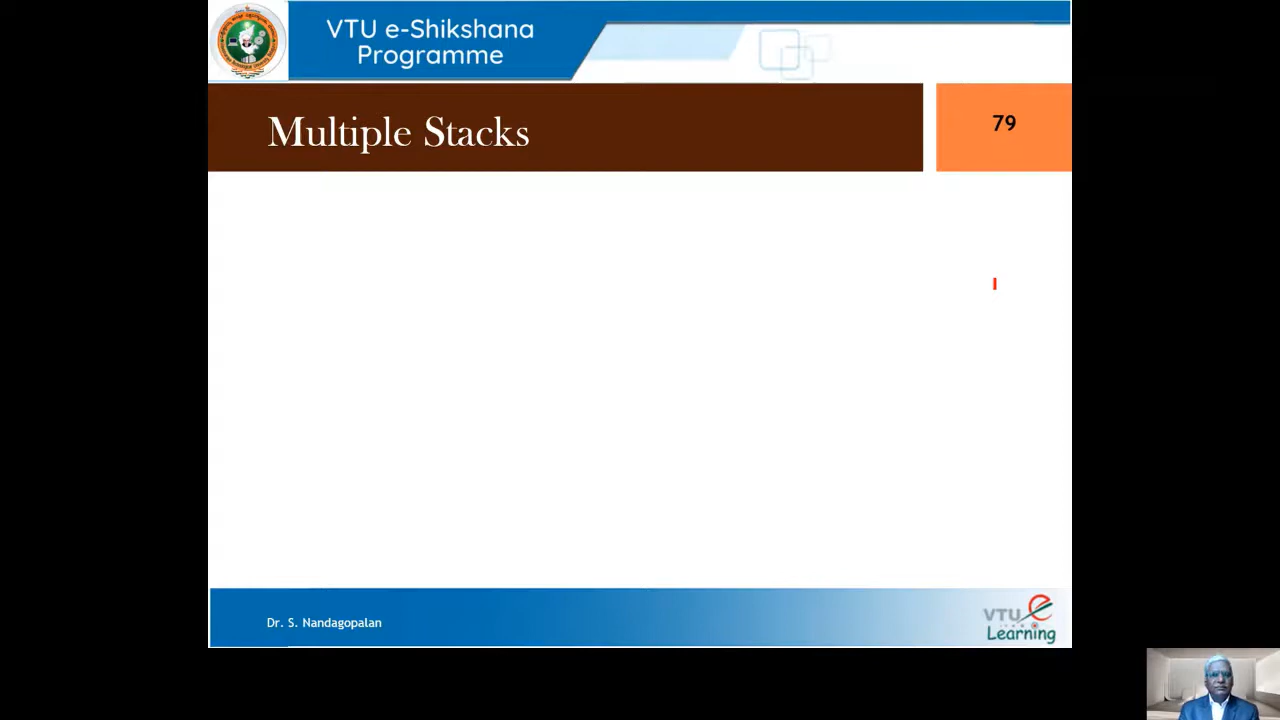 VTU e-Shikshana
Programme
Multiple Stacks
79
Dr. S. Nandagopalan
VTU e
Learning